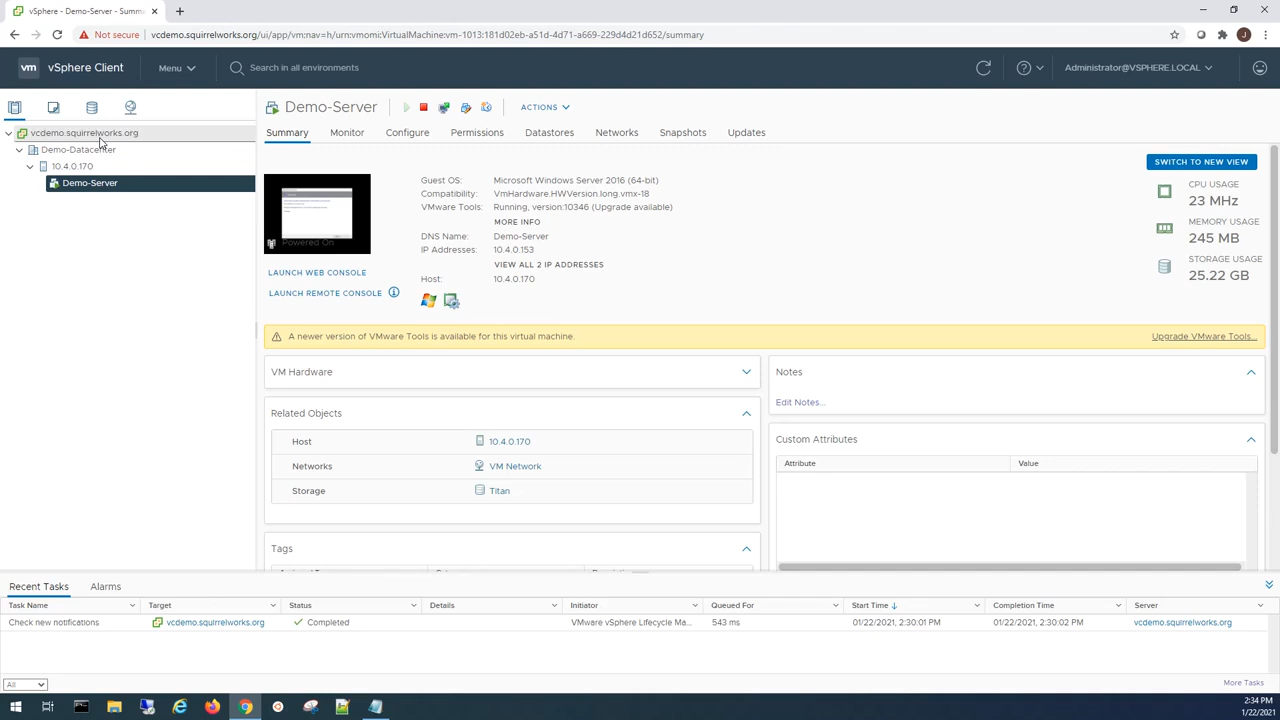 vSphere - Demo-Server - Summa
Not secure
vcdemo.squirrelworks.org/ui/app/vm;nav=h/urn:vmomi:VirtualMachine:vm-1013:181d02eb-a51d-4d71-a669-229d4d21d652/summary
J
vm vSphere Client
Menu
Search in all environments
Administrator@VSPHERE.LOCAL
vcdemo.squirrelworks.org
Demo-Datacenter
10.4.0.170
Demo-Server
Demo-Server
ACTIONS
Summary Monitor Configure Permissions Datastores Networks Snapshots Updates
SWITCH TO NEW VIEW
Powered On
LAUNCH WEB CONSOLE
LAUNCH REMOTE CONSOLE
Guest OS: Microsoft Windows Server 2016 (64-bit)
Compatibility: VmHardware.HWVersion.long.vmx-18
VMware Tools: Running, version:10346 (Upgrade available)
MORE INFO
DNS Name: Demo-Server
IP Addresses: 10.4.0.153
VIEW ALL 2 IP ADDRESSES
Host: 10.4.0.170
CPU USAGE
23 MHz
MEMORY USAGE
245 MB
STORAGE USAGE
25.22 GB
A newer version of VMware Tools is available for this virtual machine.
Upgrade VMware Tools...
VM Hardware
Related Objects
Host 10.4.0.170
Networks VM Network
Storage Titan
Tags
Notes
Edit Notes...
Custom Attributes
Attribute Value
Recent Tasks Alarms
Task Name Target Status Details Initiator Queued For Start Time Completion Time Server
Check new notifications vcdemo.squirrelworks.org Completed VMware vSphere Lifecycle Ma... 543 ms 01/22/2021, 2:30:01 PM 01/22/2021, 2:30:02 PM vcdemo.squirrelworks.org
All
More Tasks
2:34 PM
1/22/2021